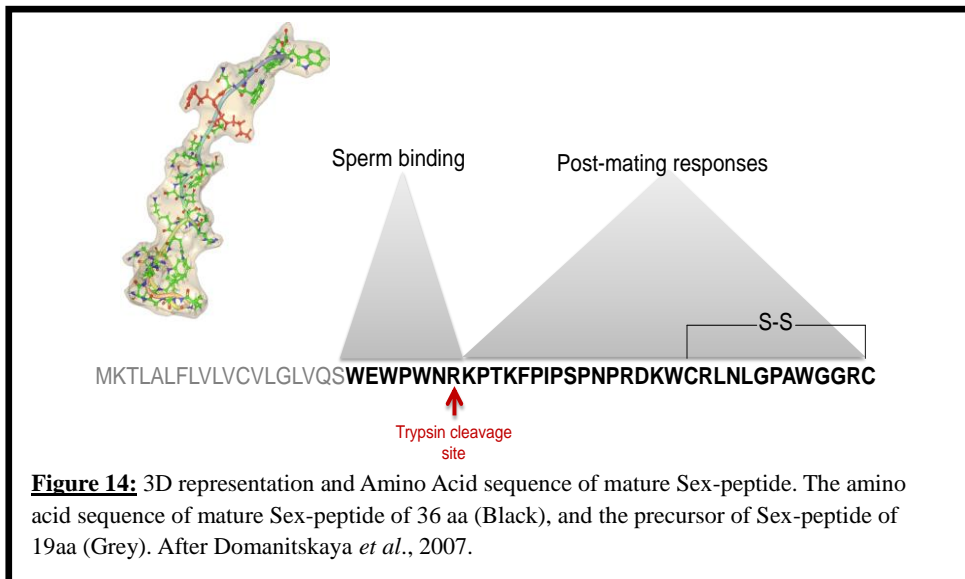 Sperm binding
Post-mating responses
S-S
MKTLALFLVLVCVLGLVQSWEWPWNRKPTKFPIPSPNPRDKWCRLNLGPAWGGRC
Trypsin cleavage
site
Figure 14: 3D representation and Amino Acid sequence of mature Sex-peptide. The amino
acid sequence of mature Sex-peptide of 36 aa (Black), and the precursor of Sex-peptide of
19aa (Grey). After Domanitskaya et al., 2007.